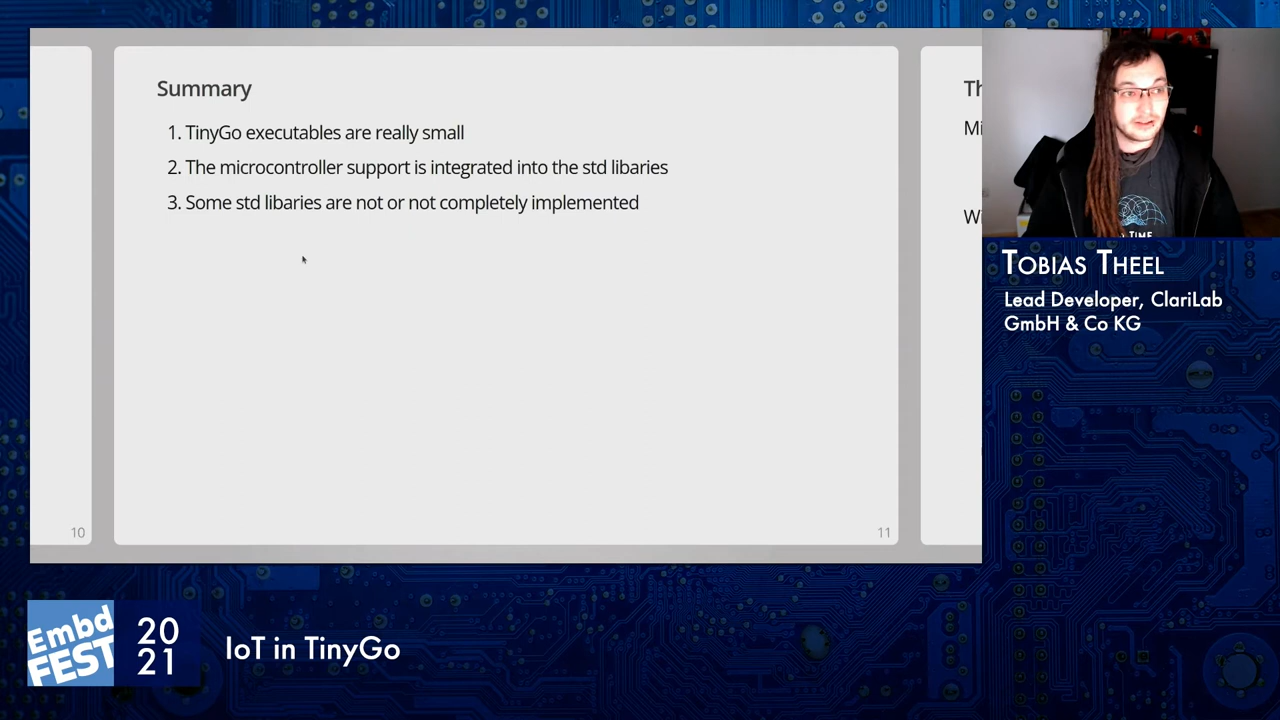 Summary
1. TinyGo executables are really small
2. The microcontroller support is integrated into the std libaries
3. Some std libaries are not or not completely implemented
10
11
Th
Mi
Wi
TIME
TOBIAS THEEL
Lead Developer, ClariLab
GmbH & Co KG
Embd
FEST
20
21
IoT in TinyGo